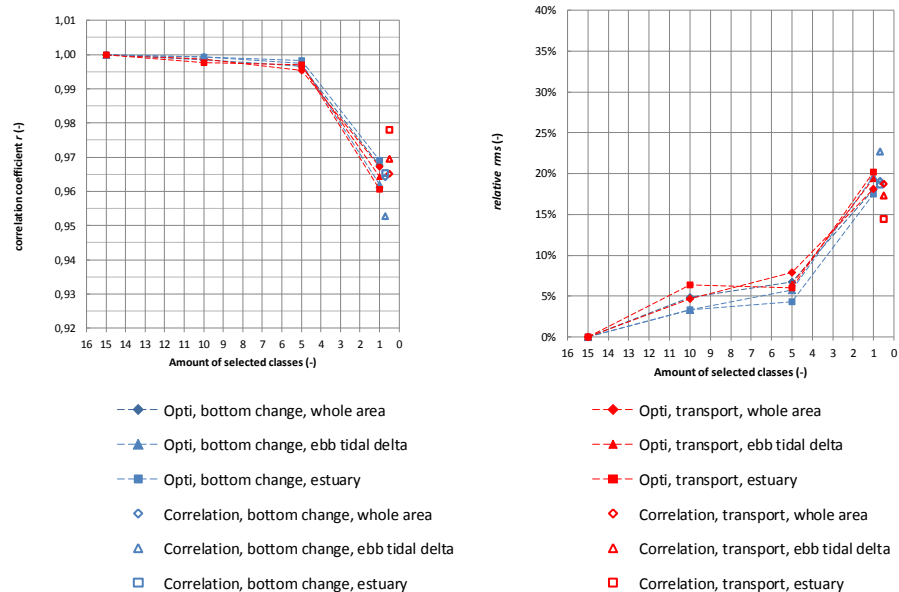 1,01
1,00
0,99
0,98
0,97
0,96
0,95
0,94
0,93
0,92
correlation coefficient r (-)
16 15 14 13 12 11 10 9 8 7 6 5 4 3 2 1 0
Amount of selected classes (-)
40%
35%
30%
25%
20%
15%
10%
5%
0%
relative rms (-)
16 15 14 13 12 11 10 9 8 7 6 5 4 3 2 1 0
Amount of selected classes (-)
Opti, bottom change, whole area
Opti, bottom change, ebb tidal delta
Opti, bottom change, estuary
Correlation, bottom change, whole area
Correlation, bottom change, ebb tidal delta
Correlation, bottom change, estuary
Opti, transport, whole area
Opti, transport, ebb tidal delta
Opti, transport, estuary
Correlation, transport, whole area
Correlation, transport, ebb tidal delta
Correlation, transport, estuary